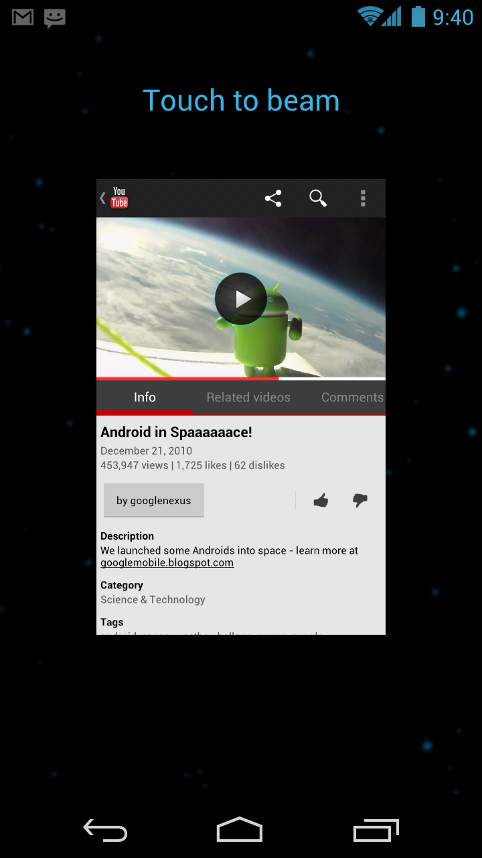 9:40
Touch to beam
You
Tube
Info Related videos Comments
Android in Spaaaaaace!
December 21, 2010
453,947 views | 1,725 likes | 62 dislikes
by googlenexus
Description
We launched some Androids into space - learn more at
googlemobile.blogspot.com
Category
Science & Technology
Tags